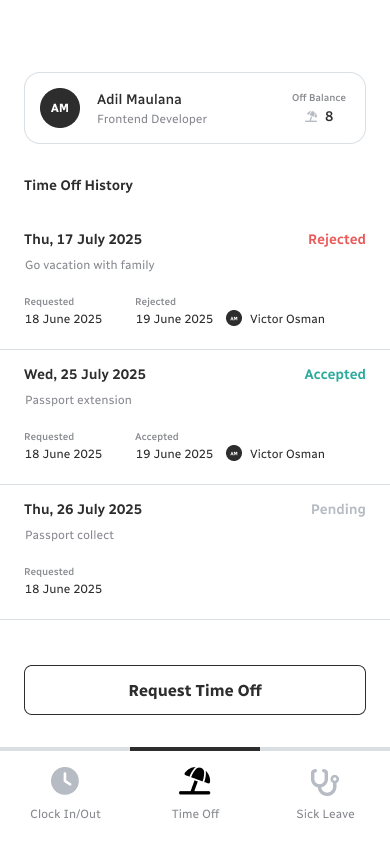 AM
Adil Maulana
Frontend Developer
Off Balance
8
Time Off History
Thu, 17 July 2025
Rejected
Go vacation with family
Requested
Rejected
18 June 2025
19 June 2025
AM
Victor Osman
Wed, 25 July 2025
Accepted
Passport extension
Requested
Accepted
18 June 2025
19 June 2025
AM
Victor Osman
Thu, 26 July 2025
Pending
Passport collect
Requested
18 June 2025
Request Time Off
Clock In/Out
Time Off
Sick Leave